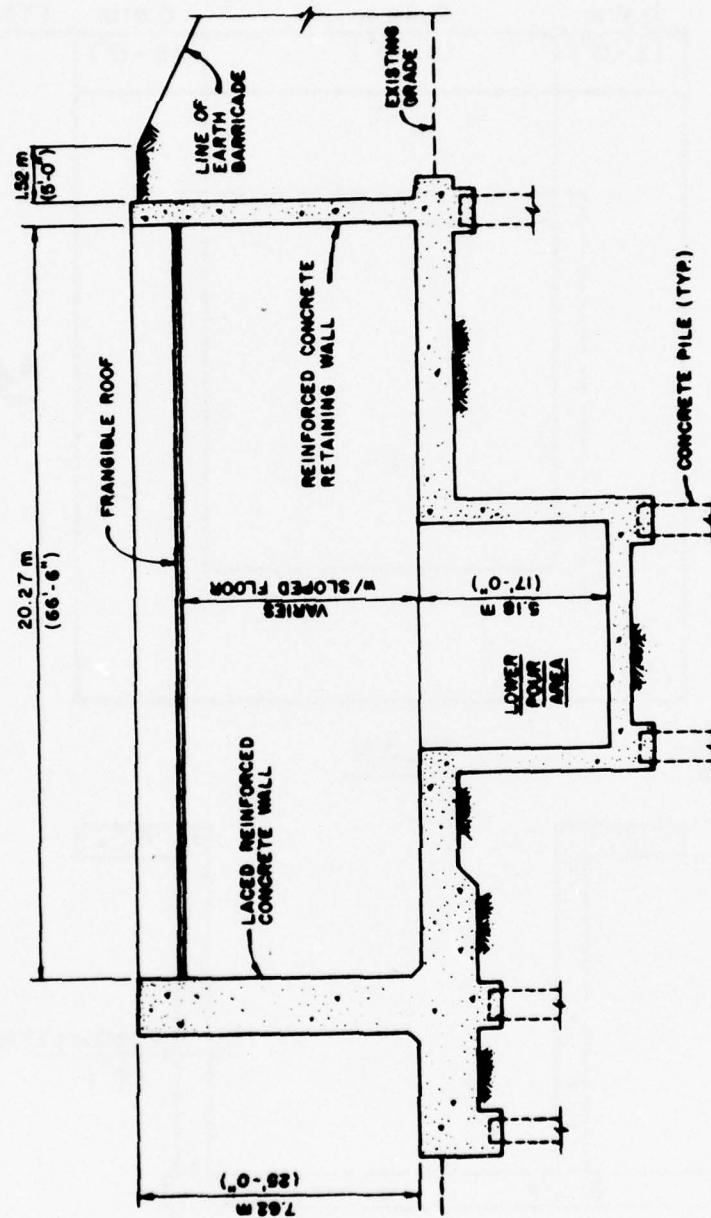 1.52 m
(5'-0")
LINE OF
EARTH
BARRICADE
EXISTING
GRADE
20.27 m
(66'-6")
FRANGIBLE ROOF
REINFORCED CONCRETE
RETAINING WALL
VARIES
W/SLOPED FLOOR
5.18 m
(17'-0")
LOWER
POUR
AREA
CONCRETE PILE (TYP.)
LACED REINFORCED
CONCRETE WALL
7.62 m
(25'-0")